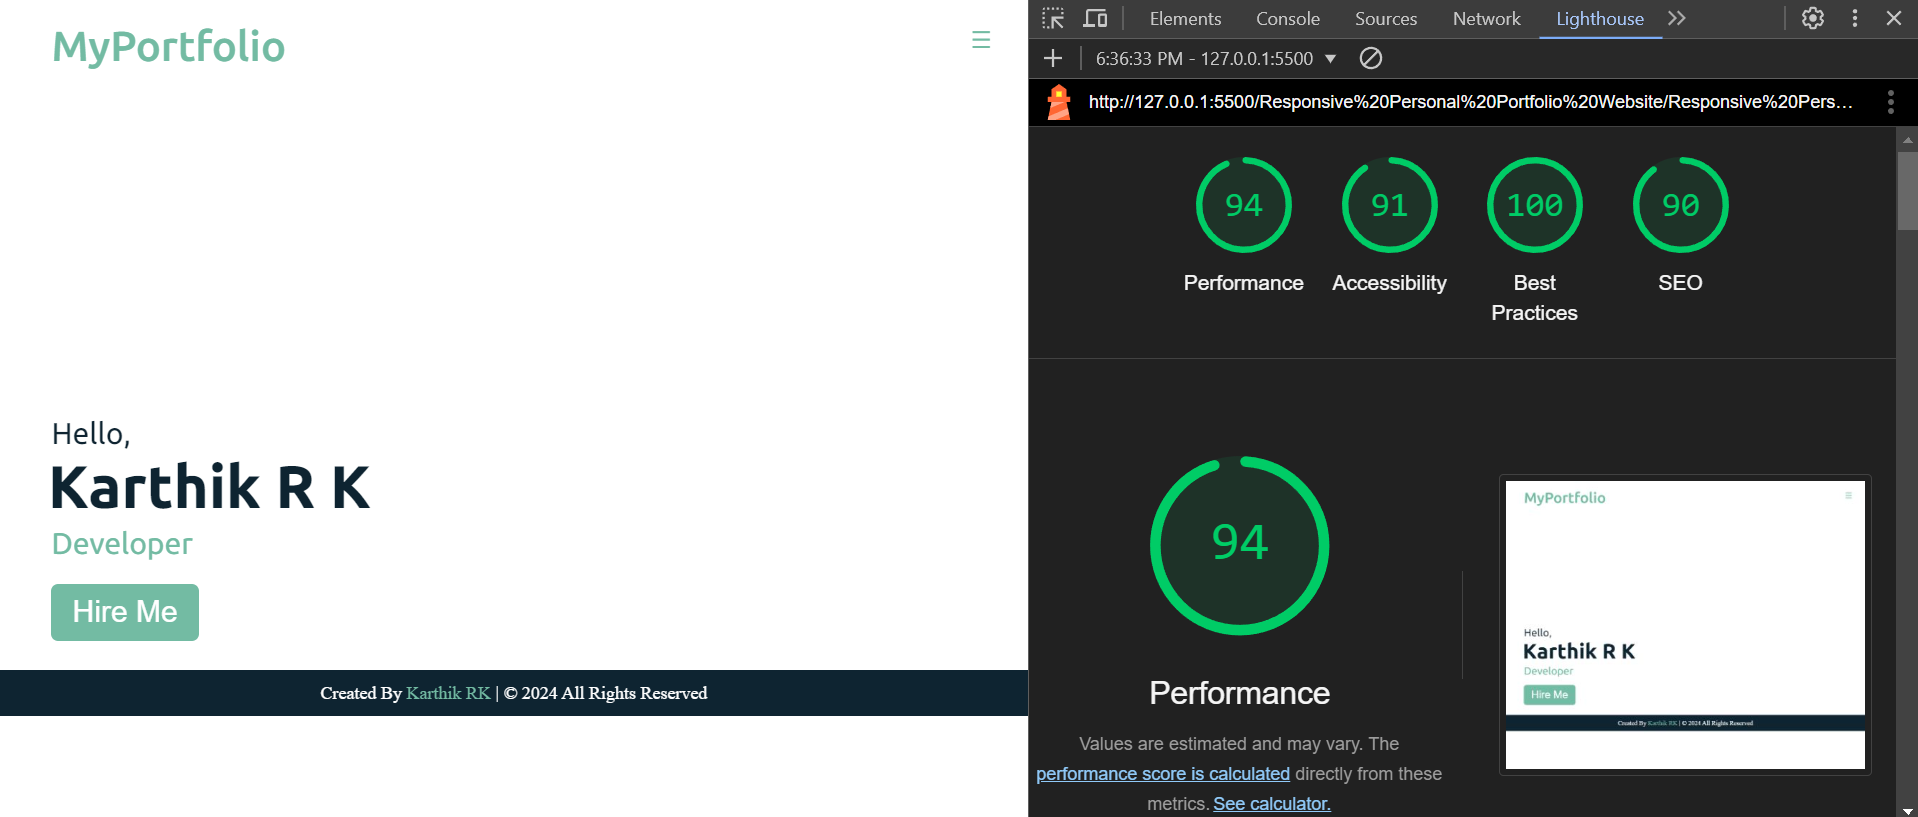 MyPortfolio
☰
Hello,
Karthik R K
Developer
Hire Me
Created By Karthik RK | © 2024 All Rights Reserved
Elements Console Sources Network Lighthouse
6:36:33 PM - 127.0.0.1:5500
http://127.0.0.1:5500/Responsive%20Personal%20Portfolio%20Website/Responsive%20Pers…
94 91 100 90
Performance Accessibility Best Practices SEO
94
Performance
Values are estimated and may vary. The
performance score is calculated directly from these
metrics. See calculator.
MyPortfolio
Hello,
Karthik R K
Developer
Hire Me
Created By Karthik RK | © 2024 All Rights Reserved